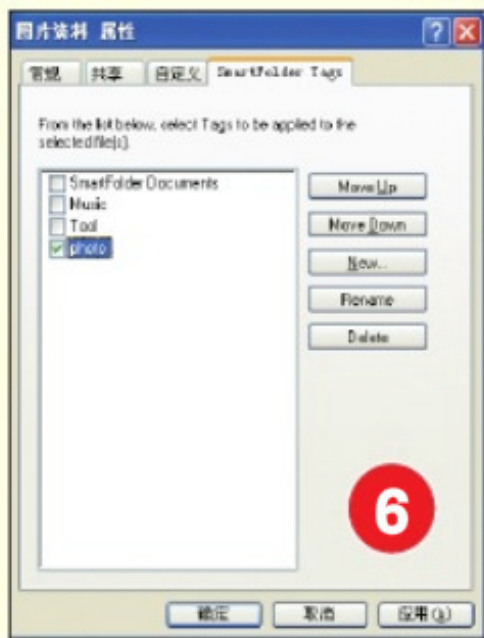 图片资料 属性
常规 共享 自定义 SmartFolder Tags
From the list below, select Tags to be applied to the
selected file(s).
SmartFolder Documents
Music
Tool
photo
Move Up
Move Down
New...
Rename
Delete
6
确定 取消 应用(A)